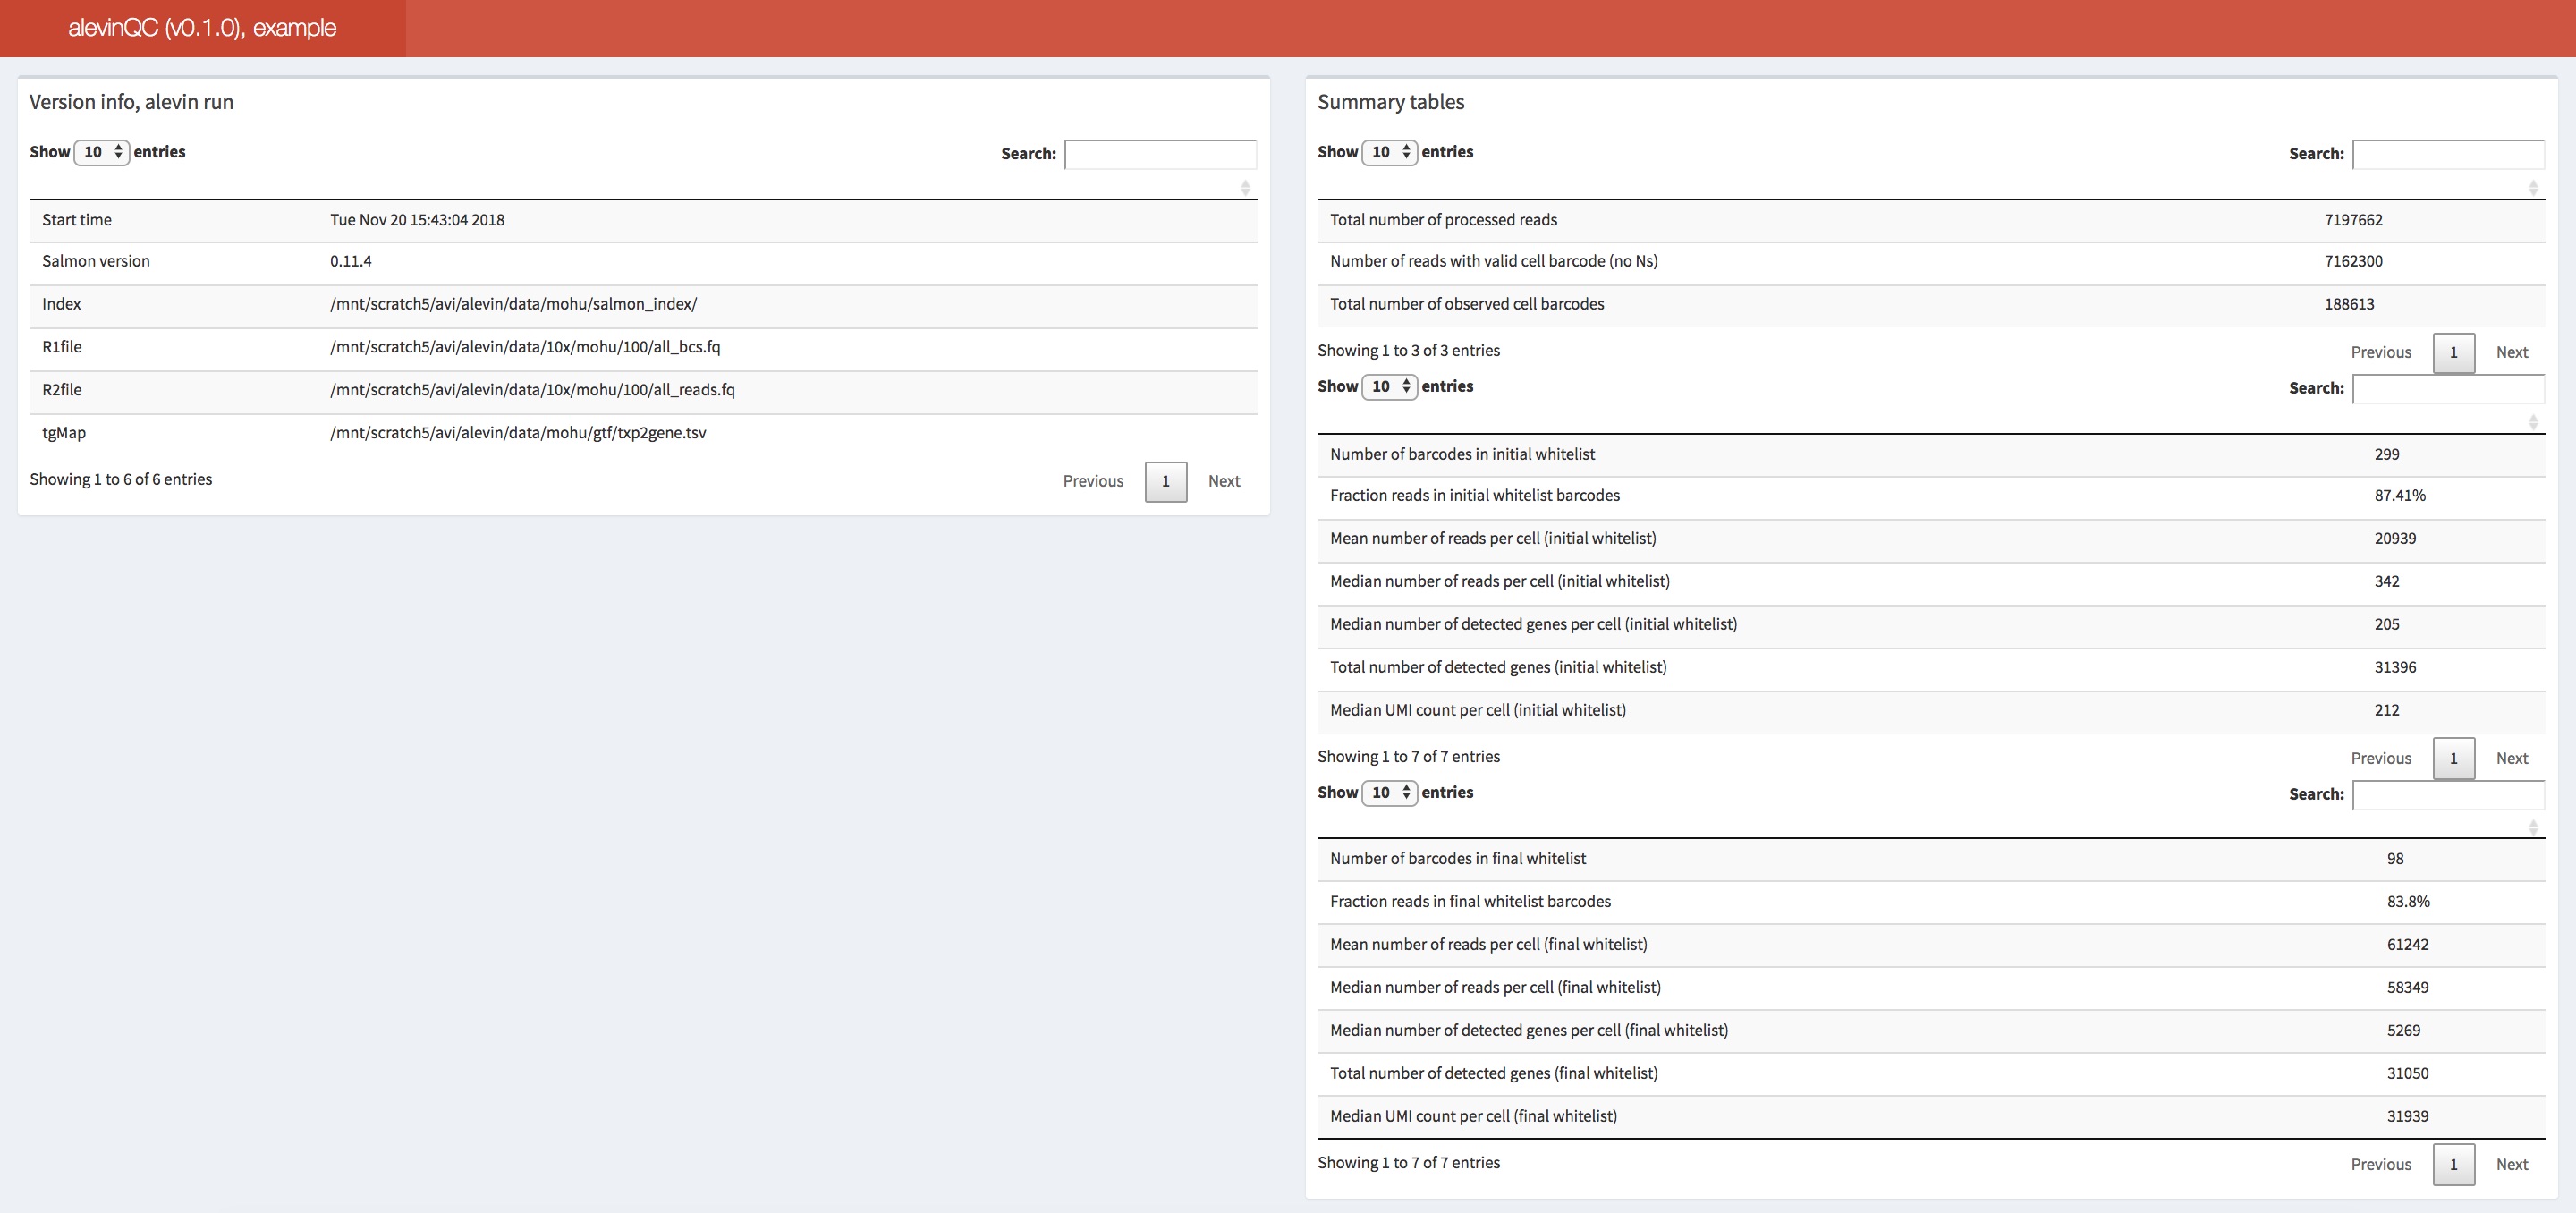 alevinQC (v0.1.0), example
Version info, alevin run
Show 10 entries Search:
Start time Tue Nov 20 15:43:04 2018
Salmon version 0.11.4
Index /mnt/scratch5/avi/alevin/data/mohu/salmon_index/
R1file /mnt/scratch5/avi/alevin/data/10x/mohu/100/all_bcs.fq
R2file /mnt/scratch5/avi/alevin/data/10x/mohu/100/all_reads.fq
tgMap /mnt/scratch5/avi/alevin/data/mohu/gtf/txp2gene.tsv
Showing 1 to 6 of 6 entries Previous 1 Next
Summary tables
Show 10 entries Search:
Total number of processed reads 7197662
Number of reads with valid cell barcode (no Ns) 7162300
Total number of observed cell barcodes 188613
Showing 1 to 3 of 3 entries Previous 1 Next
Show 10 entries Search:
Number of barcodes in initial whitelist 299
Fraction reads in initial whitelist barcodes 87.41%
Mean number of reads per cell (initial whitelist) 20939
Median number of reads per cell (initial whitelist) 342
Median number of detected genes per cell (initial whitelist) 205
Total number of detected genes (initial whitelist) 31396
Median UMI count per cell (initial whitelist) 212
Showing 1 to 7 of 7 entries Previous 1 Next
Show 10 entries Search:
Number of barcodes in final whitelist 98
Fraction reads in final whitelist barcodes 83.8%
Mean number of reads per cell (final whitelist) 61242
Median number of reads per cell (final whitelist) 58349
Median number of detected genes per cell (final whitelist) 5269
Total number of detected genes (final whitelist) 31050
Median UMI count per cell (final whitelist) 31939
Showing 1 to 7 of 7 entries Previous 1 Next